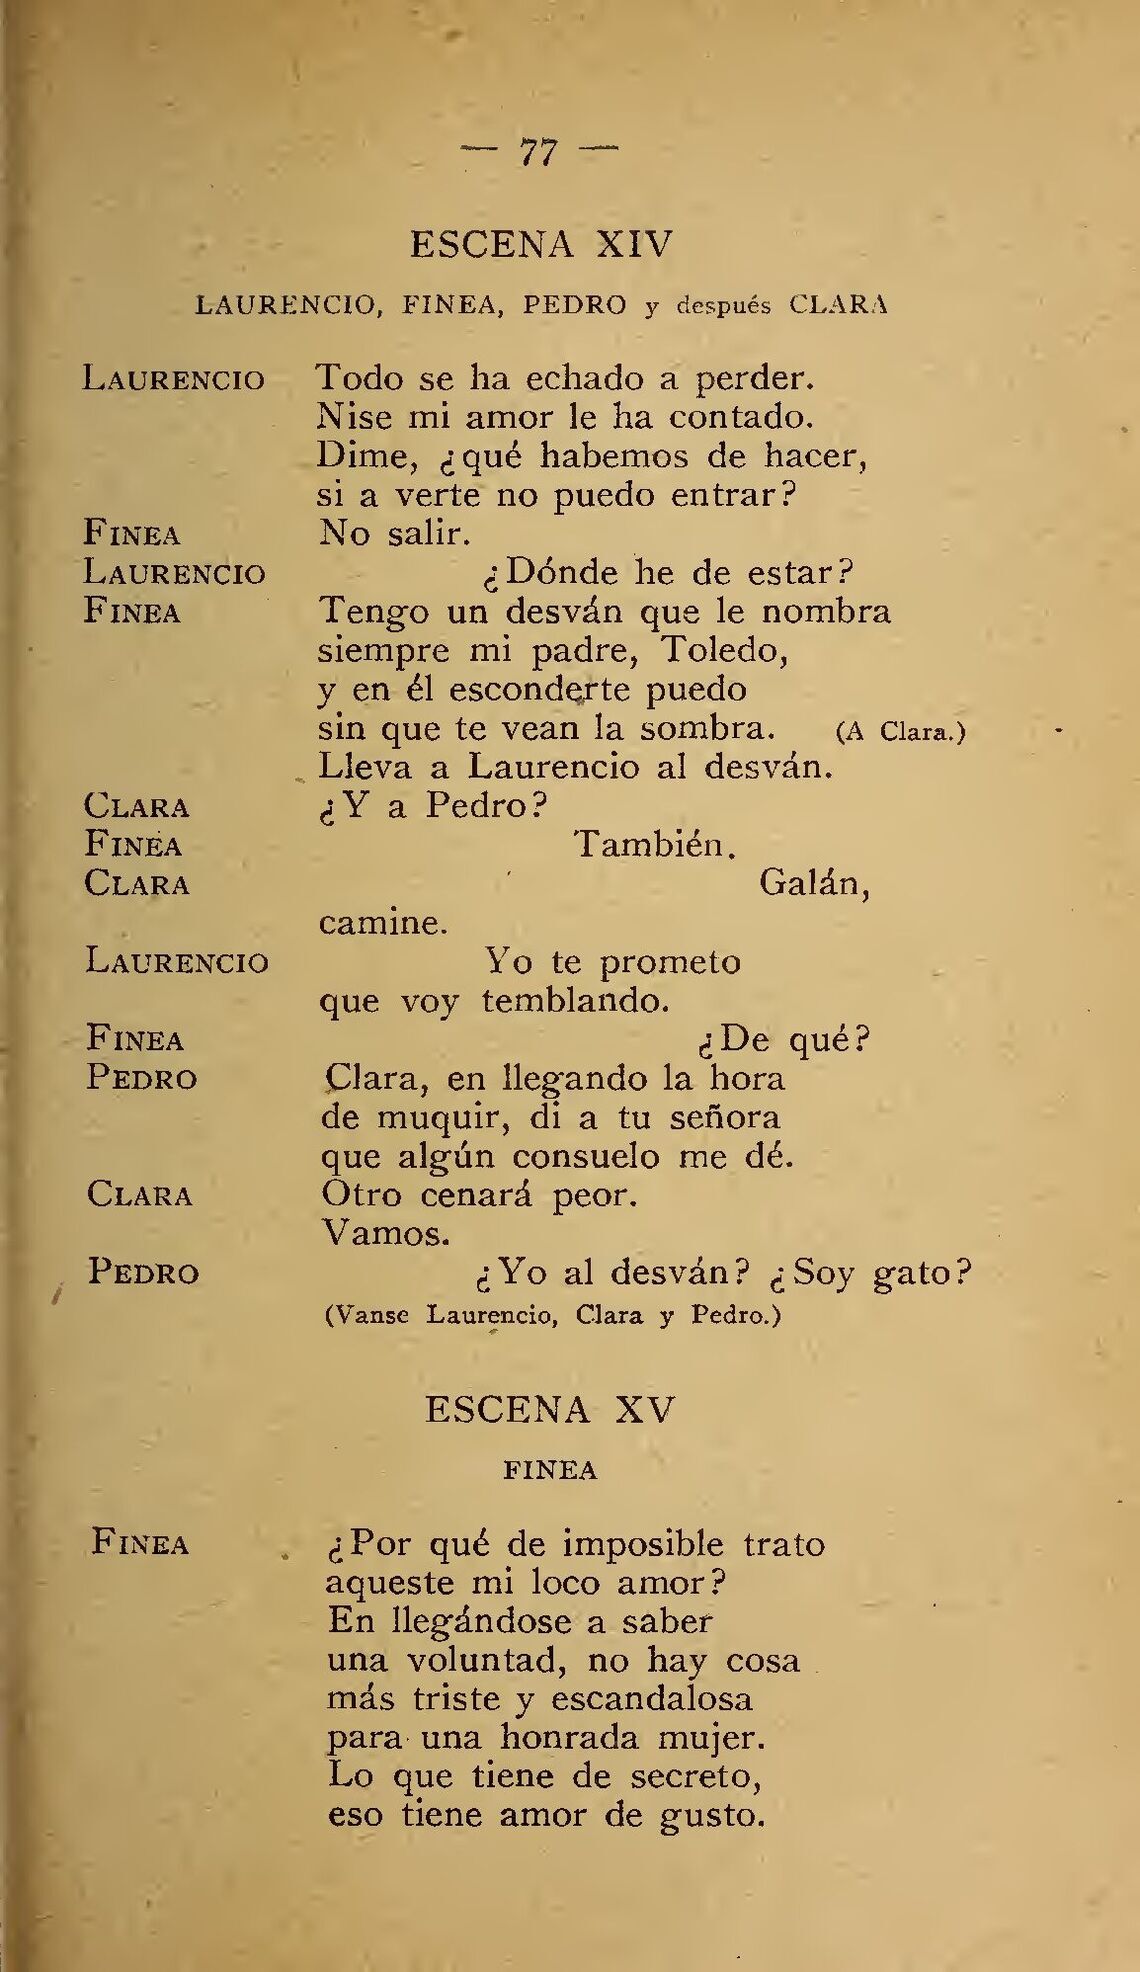 — 77 —
ESCENA XIV
LAURENCIO, FINEA, PEDRO y después CLARA
LAURENCIO Todo se ha echado a perder.
Nise mi amor le ha contado.
Dime, ¿qué habemos de hacer,
si a verte no puedo entrar?
FINEA No salir.
LAURENCIO ¿Dónde he de estar?
FINEA Tengo un desván que le nombra
siempre mi padre, Toledo,
y en él esconderte puedo
sin que te vean la sombra. (A Clara.)
Lleva a Laurencio al desván.
CLARA ¿Y a Pedro?
FINEA También.
CLARA Galán,
camine.
LAURENCIO Yo te prometo
que voy temblando.
FINEA ¿De qué?
PEDRO Clara, en llegando la hora
de muquir, di a tu señora
que algún consuelo me dé.
CLARA Otro cenará peor.
Vamos.
PEDRO ¿Yo al desván? ¿Soy gato?
(Vanse Laurencio, Clara y Pedro.)
ESCENA XV
FINEA
FINEA ¿Por qué de imposible trato
aqueste mi loco amor?
En llegándose a saber
una voluntad, no hay cosa
más triste y escandalosa
para una honrada mujer.
Lo que tiene de secreto,
eso tiene amor de gusto.